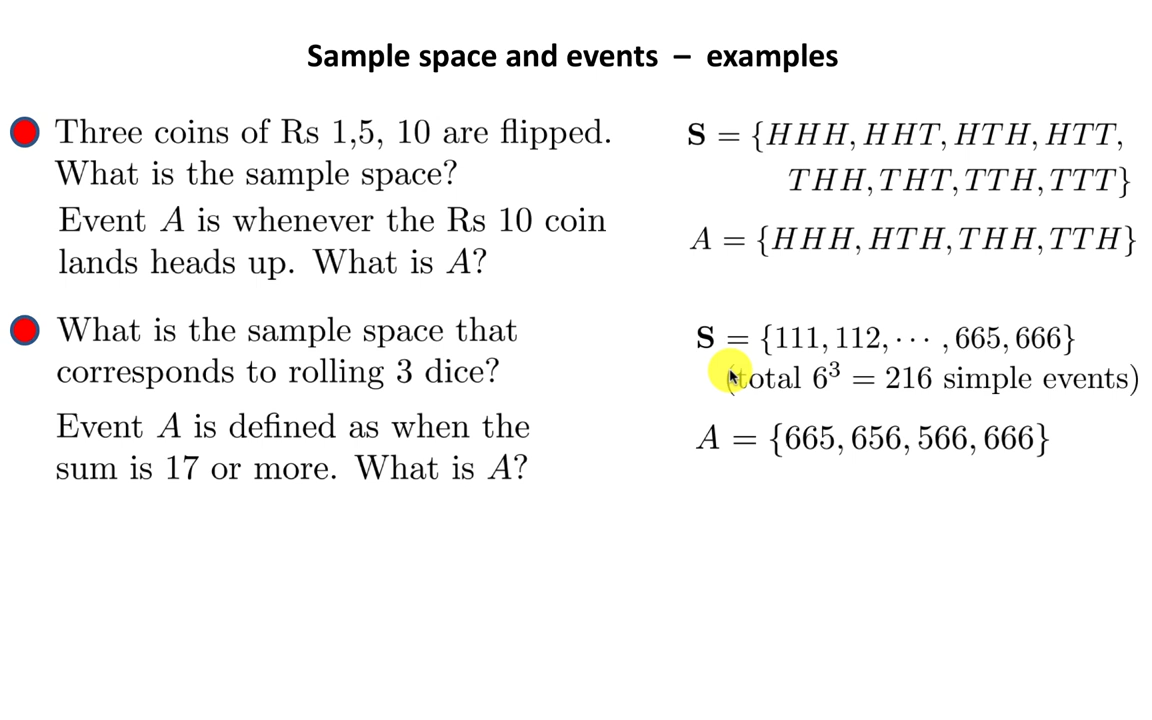 Sample space and events – examples
Three coins of Rs 1,5, 10 are flipped.
What is the sample space?
Event A is whenever the Rs 10 coin
lands heads up. What is A?
S = {HHH, HHT, HTH, HTT,
THH, THT, TTH, TTT}
A = {HHH, HTH, THH, TTH}
What is the sample space that
corresponds to rolling 3 dice?
Event A is defined as when the
sum is 17 or more. What is A?
S = {111, 112, ⋯ , 665, 666}
(total 6³ = 216 simple events)
A = {665, 656, 566, 666}